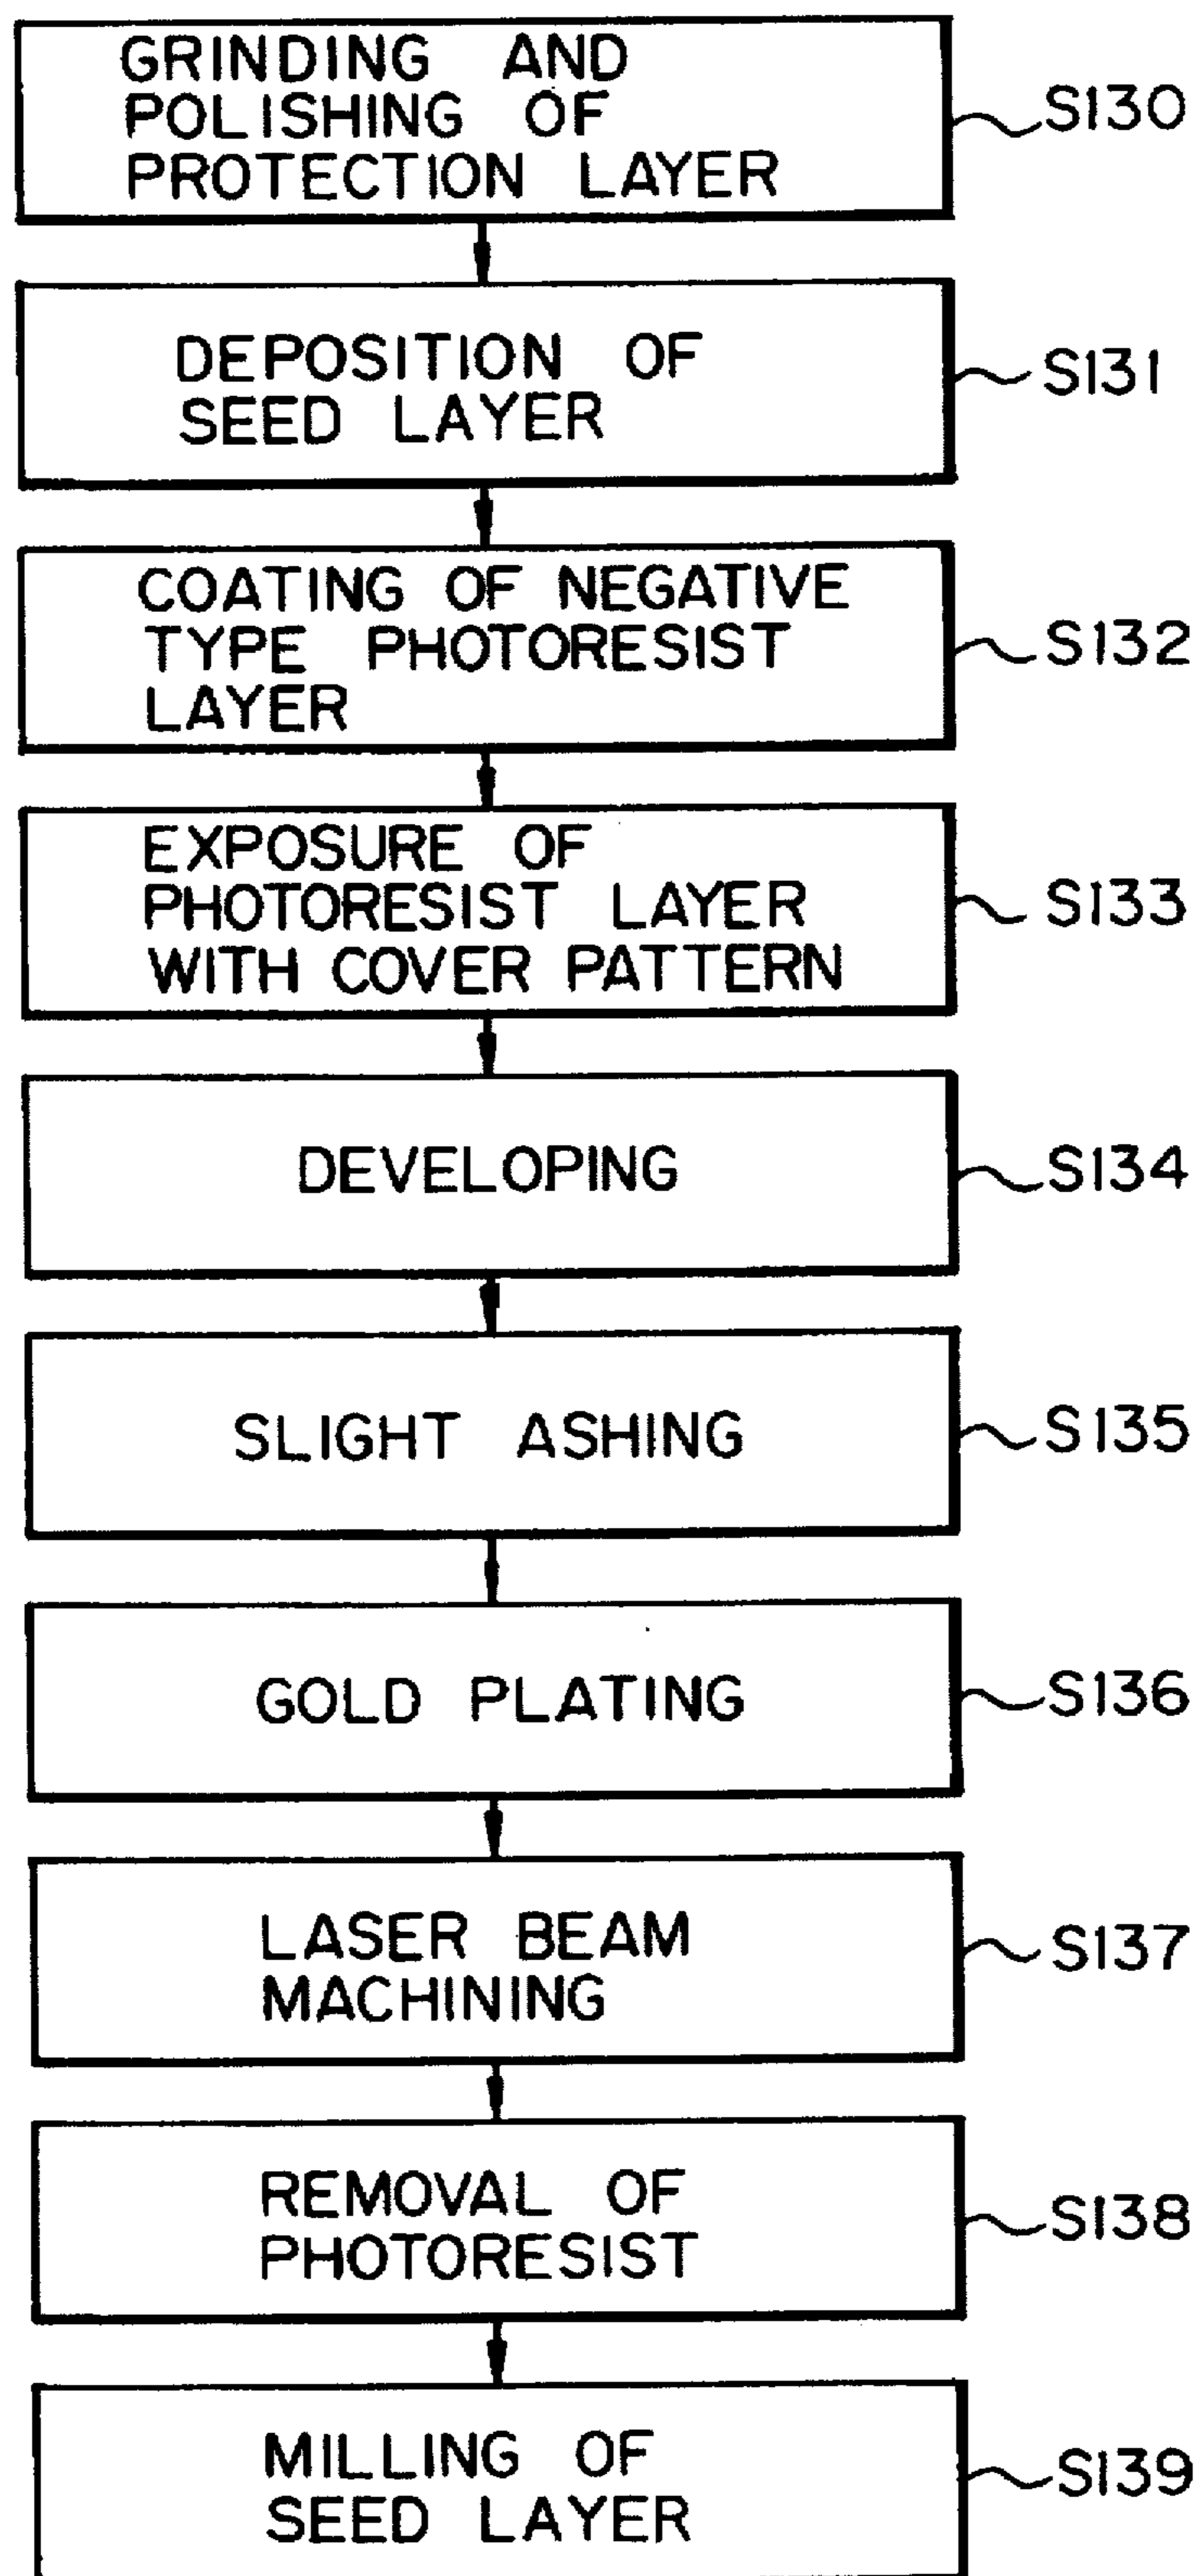 GRINDING AND
POLISHING OF
PROTECTION LAYER
S130
DEPOSITION OF
SEED LAYER
S131
COATING OF NEGATIVE
TYPE PHOTORESIST
LAYER
S132
EXPOSURE OF
PHOTORESIST LAYER
WITH COVER PATTERN
S133
DEVELOPING
S134
SLIGHT ASHING
S135
GOLD PLATING
S136
LASER BEAM
MACHINING
S137
REMOVAL OF
PHOTORESIST
S138
MILLING OF
SEED LAYER
S139